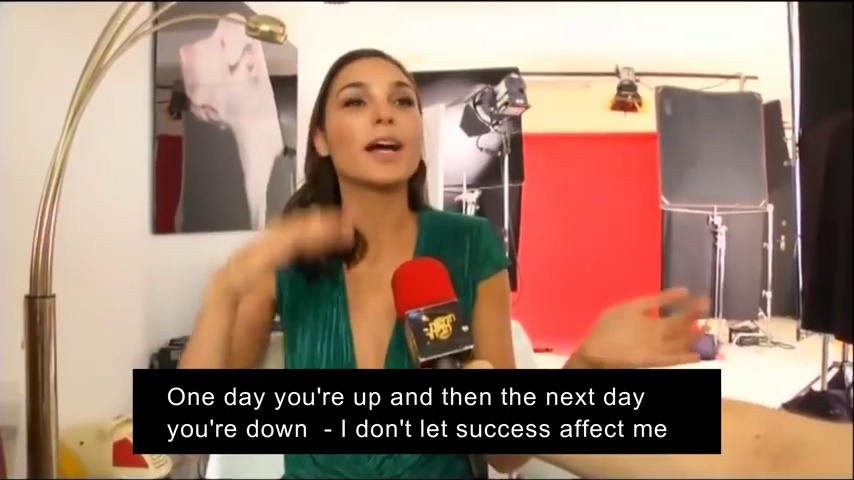 One day you're up and then the next day
you're down  - I don't let success affect me